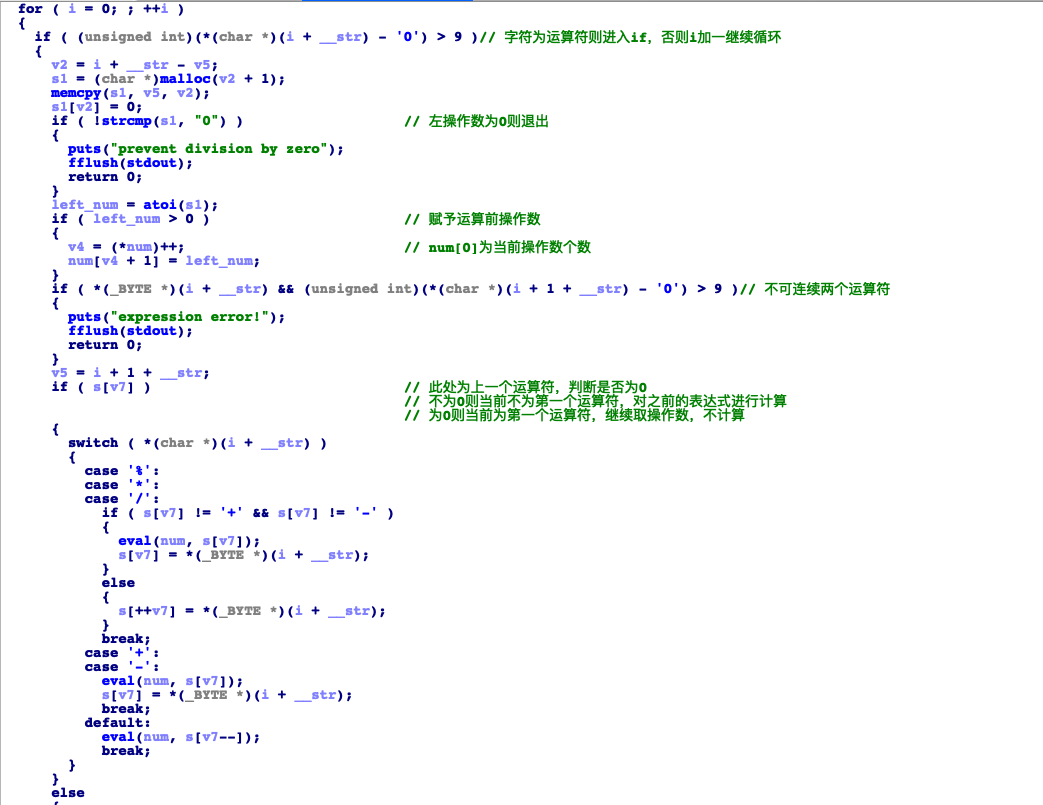 for ( i = 0; ; ++i )
{
if ( (unsigned int)(*(char *)(i + __str) - '0') > 9 )// 字符为运算符则进入if，否则i加一继续循环
{
v2 = i + __str - v5;
s1 = (char *)malloc(v2 + 1);
memcpy(s1, v5, v2);
s1[v2] = 0;
if ( !strcmp(s1, "0") ) // 左操作数为0则退出
{
puts("prevent division by zero");
fflush(stdout);
return 0;
}
left_num = atoi(s1);
if ( left_num > 0 ) // 赋予运算前操作数
{
v4 = (*num)++; // num[0]为当前操作数个数
num[v4 + 1] = left_num;
}
if ( *(_BYTE *)(i + __str) && (unsigned int)(*(char *)(i + 1 + __str) - '0') > 9 )// 不可连续两个运算符
{
puts("expression error!");
fflush(stdout);
return 0;
}
v5 = i + 1 + __str;
if ( s[v7] ) // 此处为上一个运算符，判断是否为0
// 不为0则当前不为第一个运算符，对之前的表达式进行计算
// 为0则当前为第一个运算符，继续取操作数，不计算
{
switch ( *(char *)(i + __str) )
{
case '%':
case '*':
case '/':
if ( s[v7] != '+' && s[v7] != '-' )
{
eval(num, s[v7]);
s[v7] = *(_BYTE *)(i + __str);
}
else
{
s[++v7] = *(_BYTE *)(i + __str);
}
break;
case '+':
case '-':
eval(num, s[v7]);
s[v7] = *(_BYTE *)(i + __str);
break;
default:
eval(num, s[v7--]);
break;
}
}
else
{